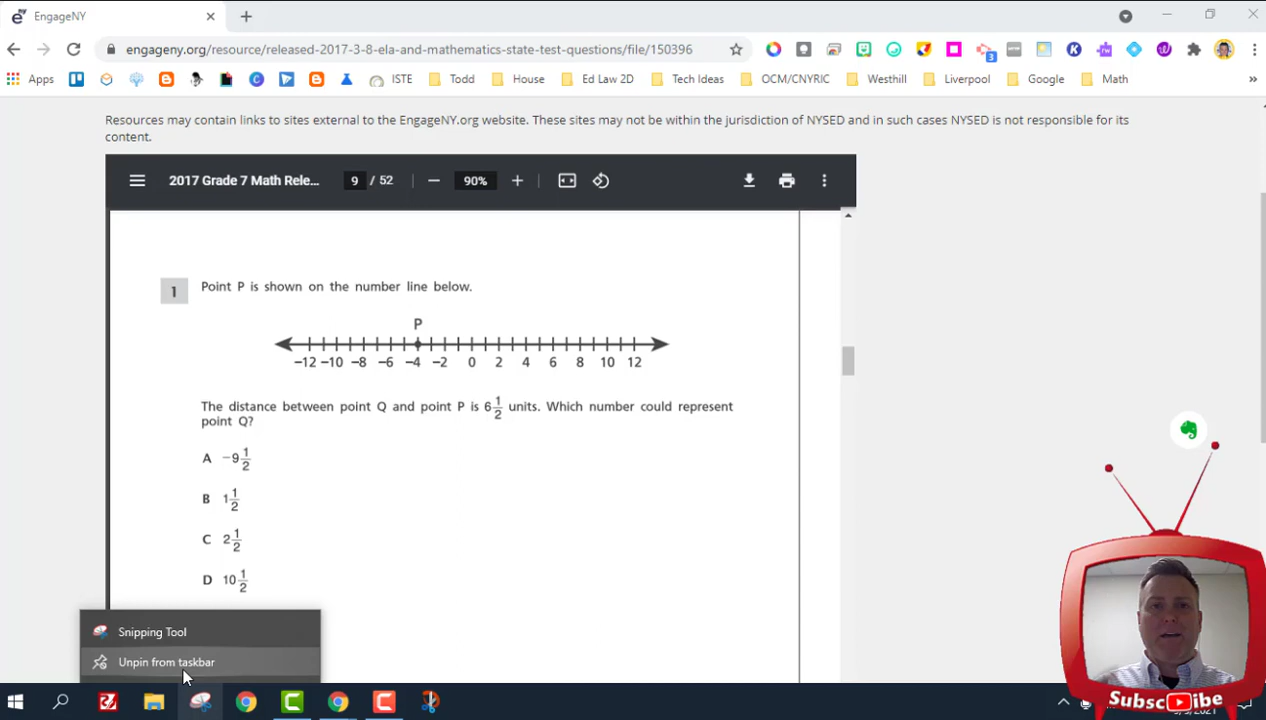 EngageNY
engageny.org/resource/released-2017-3-8-ela-and-mathematics-state-test-questions/file/150396
3
Apps
ISTE
Todd
House
Ed Law 2D
Tech Ideas
OCM/CNYRIC
Westhill
Liverpool
Google
Math
Resources may contain links to sites external to the EngageNY.org website. These sites may not be within the jurisdiction of NYSED and in such cases NYSED is not responsible for its
content.
2017 Grade 7 Math Rele...
9 / 52
90%
1 Point P is shown on the number line below.
P
−12 −10 −8 −6 −4 −2 0 2 4 6 8 10 12
The distance between point Q and point P is 6 1/2 units. Which number could represent
point Q?
A −9 1/2
B 1 1/2
C 2 1/2
D 10 1/2
Snipping Tool
Unpin from taskbar
Subscribe